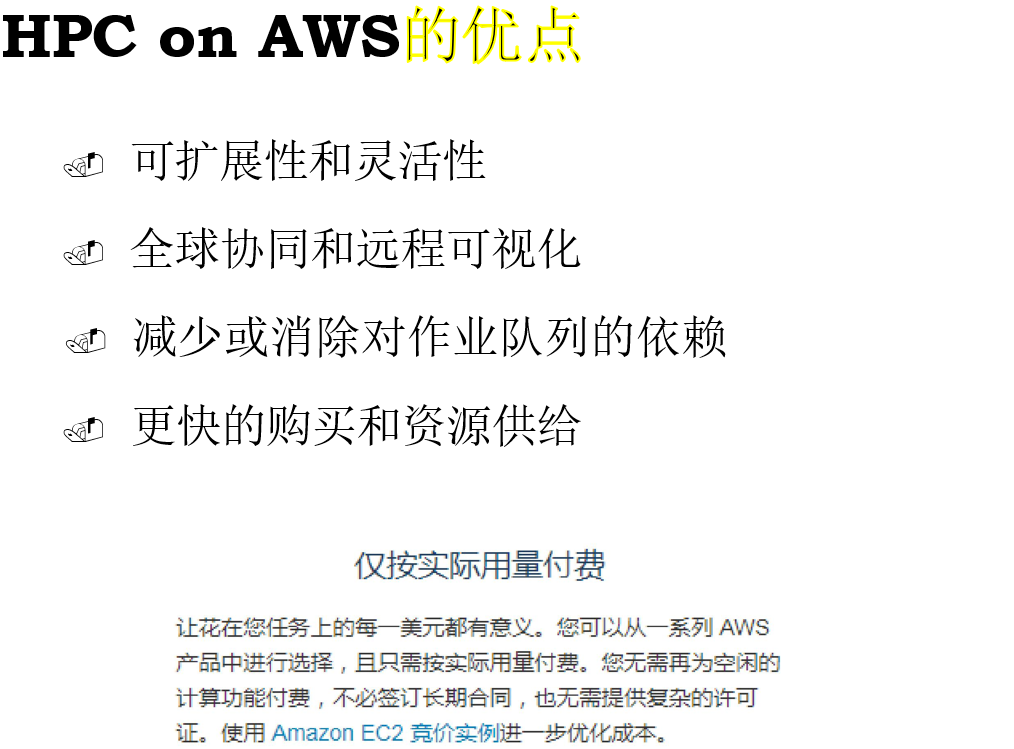 HPC on AWS的优点
可扩展性和灵活性
全球协同和远程可视化
减少或消除对作业队列的依赖
更快的购买和资源供给
仅按实际用量付费
让花在您任务上的每一美元都有意义。您可以从一系列 AWS
产品中进行选择，且只需按实际用量付费。您无需再为空闲的
计算功能付费，不必签订长期合同，也无需提供复杂的许可
证。使用 Amazon EC2 竞价实例进一步优化成本。